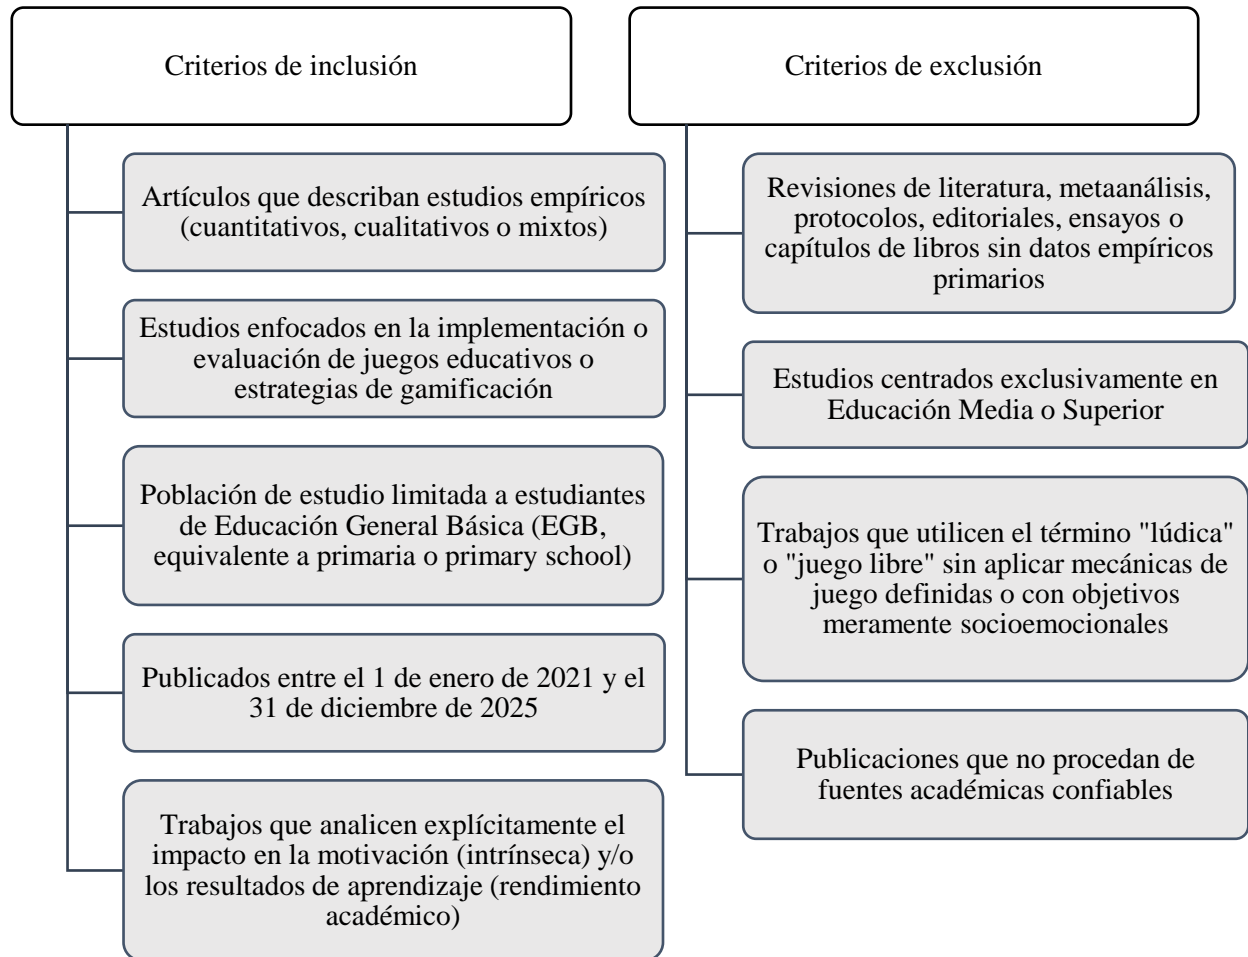 Criterios de inclusión
Artículos que describan estudios empíricos
(cuantitativos, cualitativos o mixtos)
Estudios enfocados en la implementación o
evaluación de juegos educativos o
estrategias de gamificación
Población de estudio limitada a estudiantes
de Educación General Básica (EGB,
equivalente a primaria o primary school)
Publicados entre el 1 de enero de 2021 y el
31 de diciembre de 2025
Trabajos que analicen explícitamente el
impacto en la motivación (intrínseca) y/o
los resultados de aprendizaje (rendimiento
académico)
Criterios de exclusión
Revisiones de literatura, metaanálisis,
protocolos, editoriales, ensayos o
capítulos de libros sin datos empíricos
primarios
Estudios centrados exclusivamente en
Educación Media o Superior
Trabajos que utilicen el término "lúdica"
o "juego libre" sin aplicar mecánicas de
juego definidas o con objetivos
meramente socioemocionales
Publicaciones que no procedan de
fuentes académicas confiables